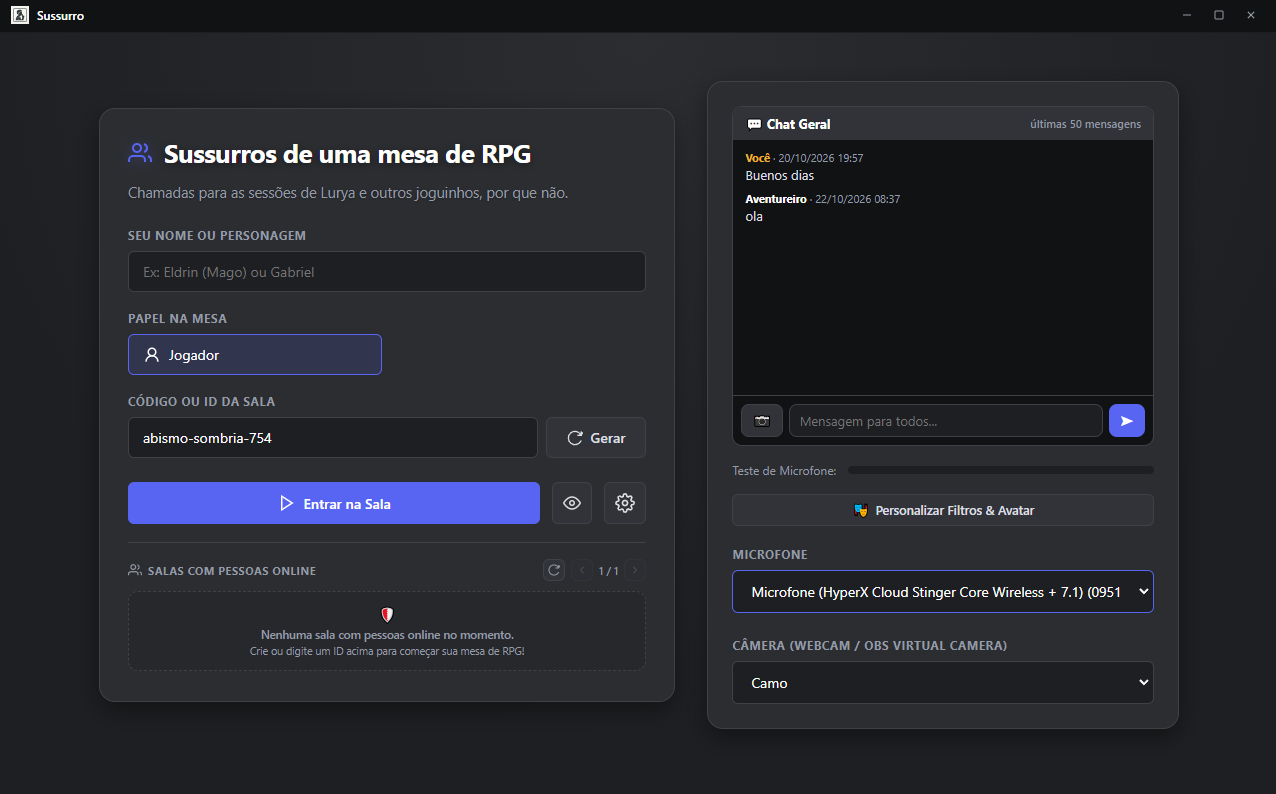 Sussurro
Sussurros de uma mesa de RPG
Chamadas para as sessões de Lurya e outros joguinhos, por que não.
SEU NOME OU PERSONAGEM
Ex: Eldrin (Mago) ou Gabriel
PAPEL NA MESA
Jogador
CÓDIGO OU ID DA SALA
abismo-sombria-754
Gerar
Entrar na Sala
SALAS COM PESSOAS ONLINE
1 / 1
Nenhuma sala com pessoas online no momento.
Crie ou digite um ID acima para começar sua mesa de RPG!
Chat Geral
últimas 50 mensagens
Você · 20/10/2026 19:57
Buenos dias
Aventureiro · 22/10/2026 08:37
ola
Mensagem para todos...
Teste de Microfone:
Personalizar Filtros & Avatar
MICROFONE
Microfone (HyperX Cloud Stinger Core Wireless + 7.1) (0951
CÂMERA (WEBCAM / OBS VIRTUAL CAMERA)
Camo